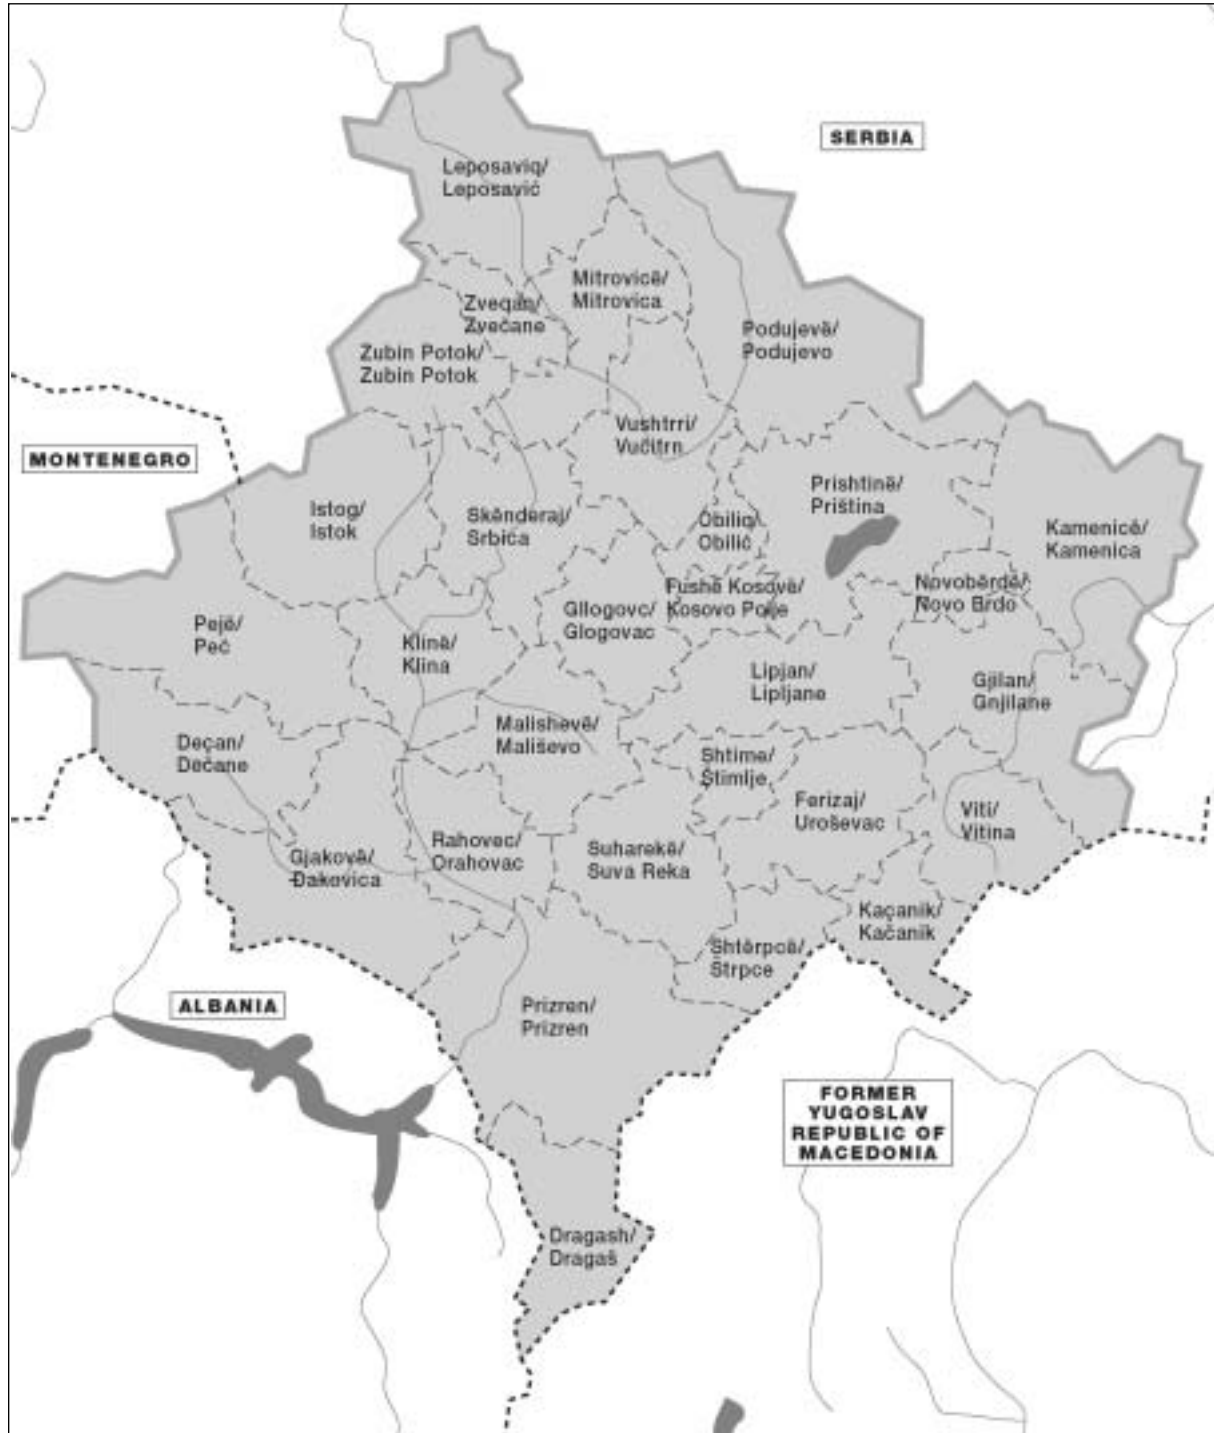 SERBIA
Leposaviq/
Leposavić
Mitrovicë/
Mitrovica
Zveqan/
Zvečane
Podujevë/
Podujevo
Zubin Potok/
Zubin Potok
Vushtrri/
Vučitrn
MONTENEGRO
Prishtinë/
Priština
Istog/
Istok
Skënderaj/
Srbica
Obiliq/
Obilić
Kamenicë/
Kamenica
Fushë Kosovë/
Kosovo Polje
Novobërdë/
Novo Brdo
Gllogovc/
Glogovac
Pejë/
Peć
Klinë/
Klina
Lipjan/
Lipljane
Gjilan/
Gnjilane
Malishevë/
Mališevo
Deçan/
Dečane
Shtime/
Štimlje
Ferizaj/
Uroševac
Viti/
Vitina
Rahovec/
Orahovac
Suharekë/
Suva Reka
Gjakovë/
Đakovica
Kaçanik/
Kačanik
Shtërpcë/
Štrpce
ALBANIA
Prizren/
Prizren
FORMER
YUGOSLAV
REPUBLIC OF
MACEDONIA
Dragash/
Dragaš